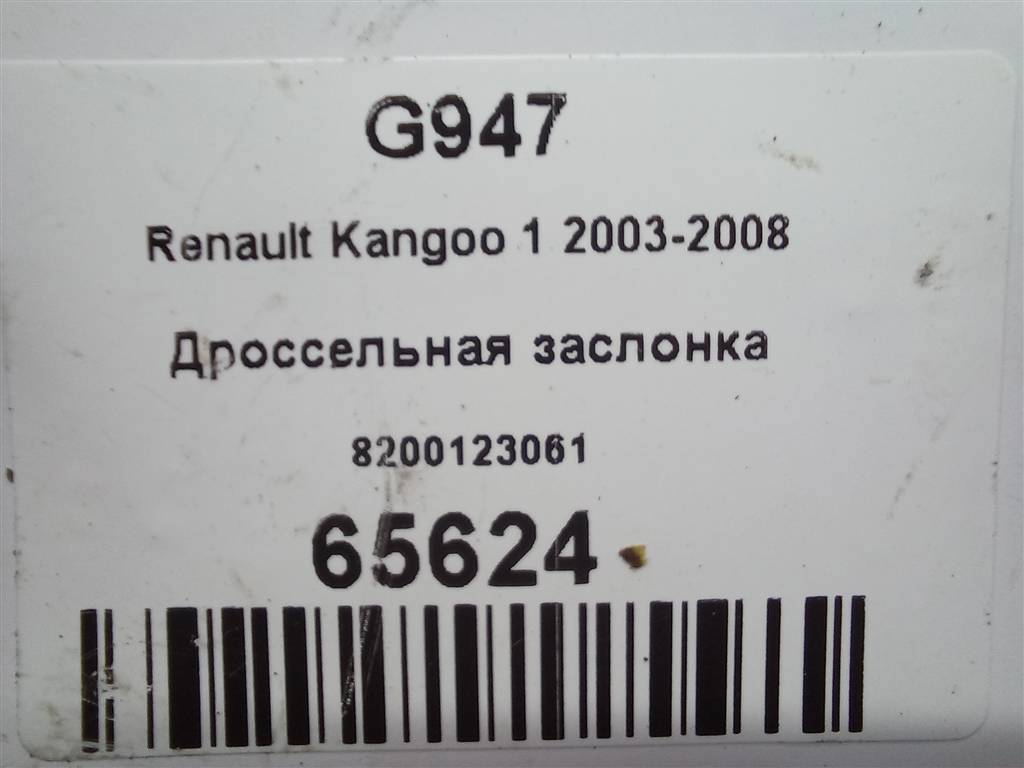 G947
Renault Kangoo 1 2003-2008
Дроссельная заслонка
8200123061
65624